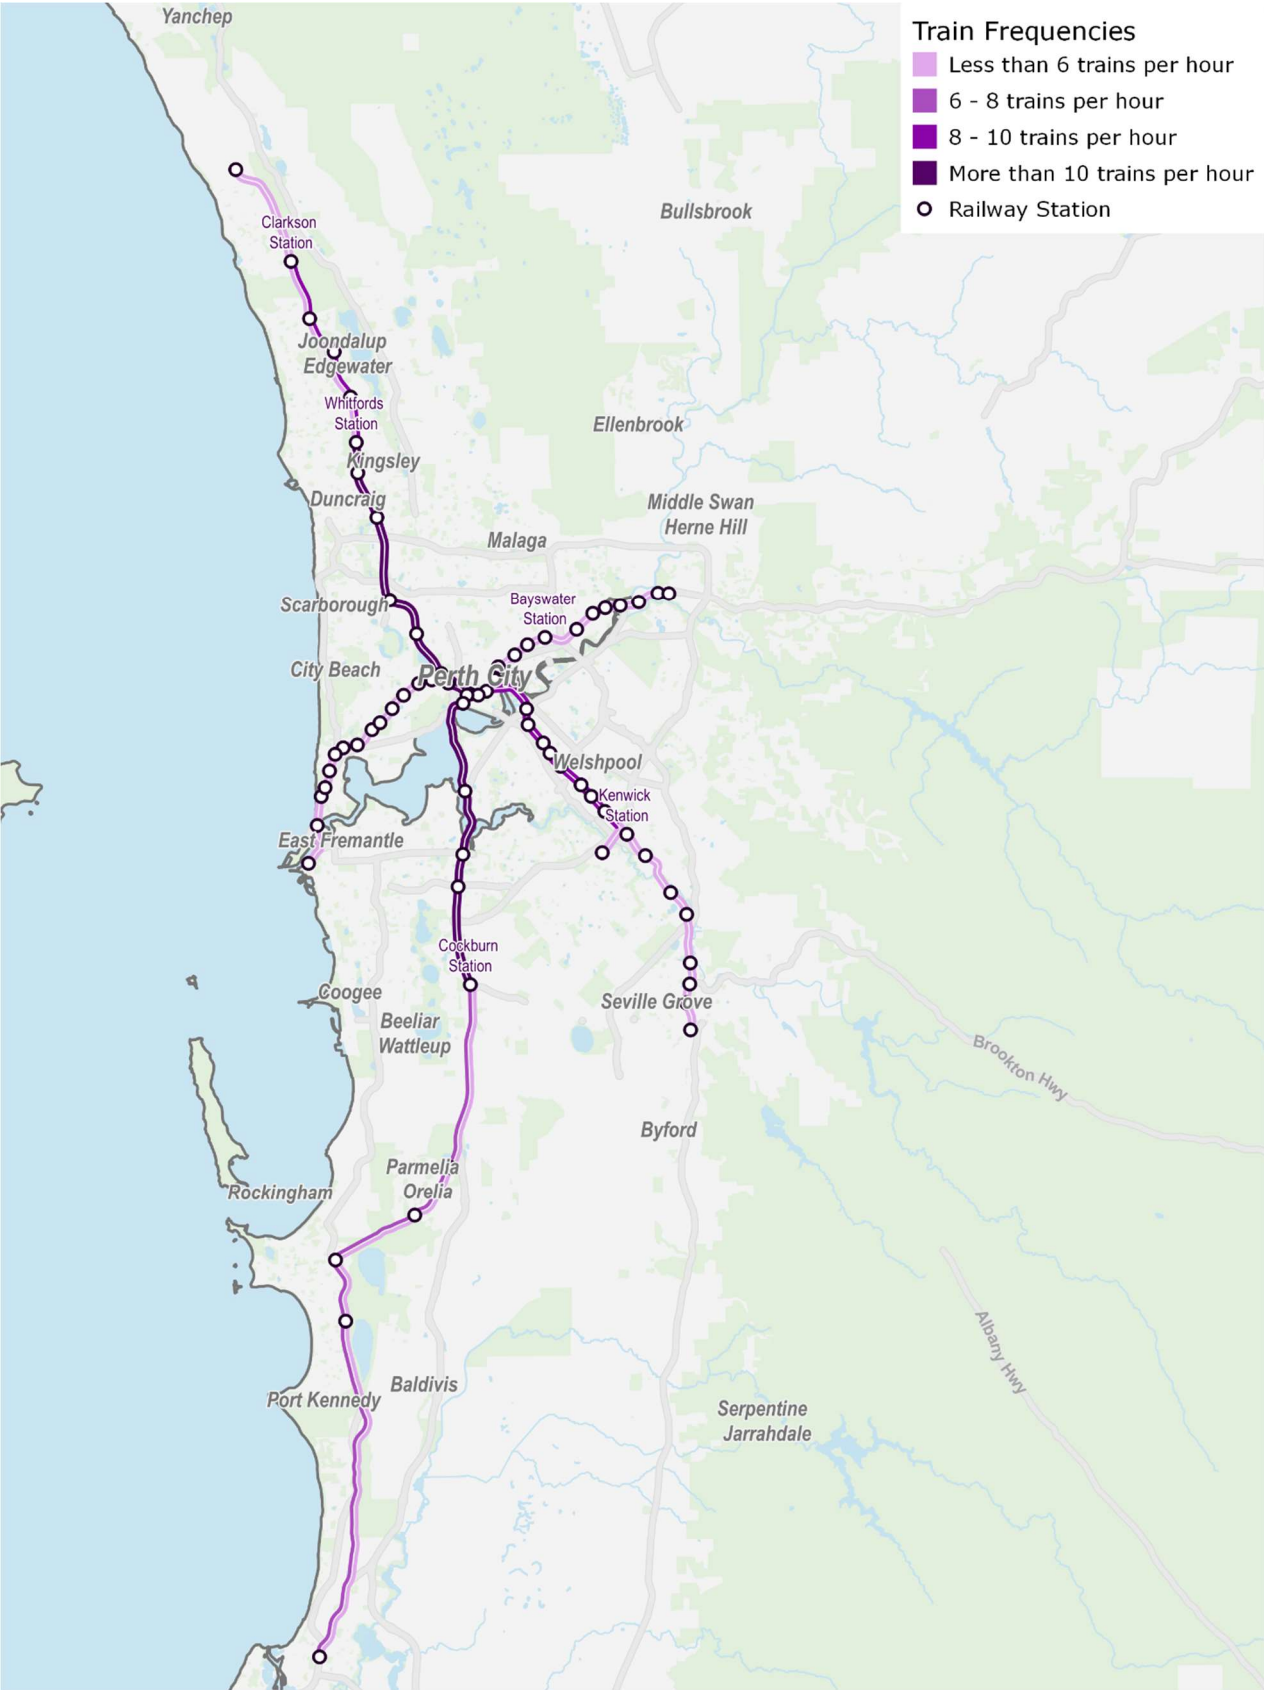 Yanchep
Train Frequencies
Less than 6 trains per hour
6 - 8 trains per hour
8 - 10 trains per hour
More than 10 trains per hour
Railway Station
Bullsbrook
Clarkson
Station
Joondalup
Edgewater
Whitfords
Station
Ellenbrook
Kingsley
Duncraig
Middle Swan
Herne Hill
Malaga
Scarborough
Bayswater
Station
City Beach
Perth City
Welshpool
Kenwick
Station
East Fremantle
Cockburn
Station
Coogee
Seville Grove
Beeliar
Wattleup
Brookton Hwy
Byford
Parmelia
Orelia
Rockingham
Albany Hwy
Baldivis
Port Kennedy
Serpentine
Jarrahdale